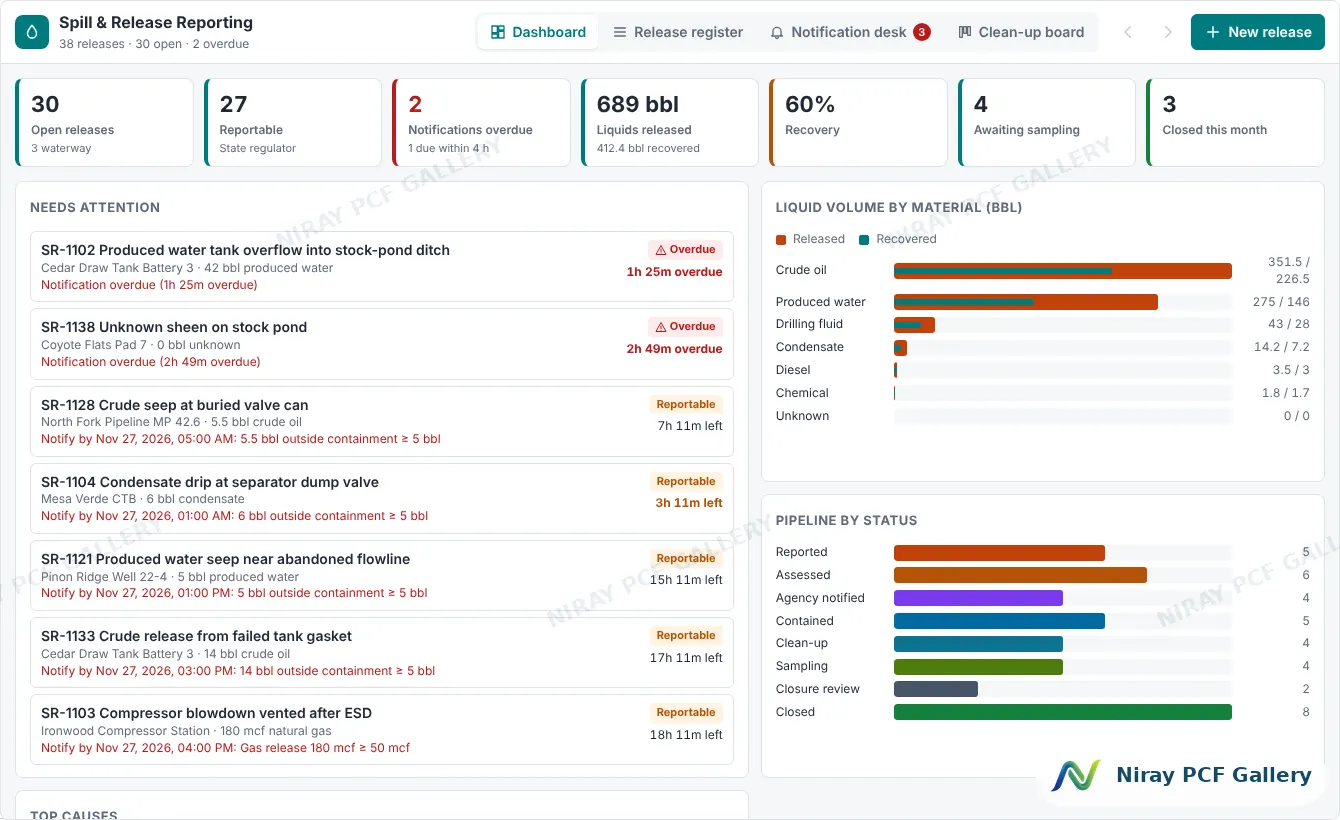 Spill & Release Reporting
38 releases · 30 open · 2 overdue
Dashboard
Release register
Notification desk 3
Clean-up board
New release
30
Open releases
3 waterway
27
Reportable
State regulator
2
Notifications overdue
1 due within 4 h
689 bbl
Liquids released
412.4 bbl recovered
60%
Recovery
4
Awaiting sampling
3
Closed this month
NEEDS ATTENTION
SR-1102 Produced water tank overflow into stock-pond ditch
Overdue
Cedar Draw Tank Battery 3 · 42 bbl produced water
1h 25m overdue
Notification overdue (1h 25m overdue)
SR-1138 Unknown sheen on stock pond
Overdue
Coyote Flats Pad 7 · 0 bbl unknown
2h 49m overdue
Notification overdue (2h 49m overdue)
SR-1128 Crude seep at buried valve can
Reportable
North Fork Pipeline MP 42.6 · 5.5 bbl crude oil
7h 11m left
Notify by Nov 27, 2026, 05:00 AM: 5.5 bbl outside containment ≥ 5 bbl
SR-1104 Condensate drip at separator dump valve
Reportable
Mesa Verde CTB · 6 bbl condensate
3h 11m left
Notify by Nov 27, 2026, 01:00 AM: 6 bbl outside containment ≥ 5 bbl
SR-1121 Produced water seep near abandoned flowline
Reportable
Pinon Ridge Well 22-4 · 5 bbl produced water
15h 11m left
Notify by Nov 27, 2026, 01:00 PM: 5 bbl outside containment ≥ 5 bbl
SR-1133 Crude release from failed tank gasket
Reportable
Cedar Draw Tank Battery 3 · 14 bbl crude oil
17h 11m left
Notify by Nov 27, 2026, 03:00 PM: 14 bbl outside containment ≥ 5 bbl
SR-1103 Compressor blowdown vented after ESD
Reportable
Ironwood Compressor Station · 180 mcf natural gas
18h 11m left
Notify by Nov 27, 2026, 04:00 PM: Gas release 180 mcf ≥ 50 mcf
TOP CAUSES
LIQUID VOLUME BY MATERIAL (BBL)
Released
Recovered
Crude oil 351.5 /
226.5
Produced water 275 / 146
Drilling fluid 43 / 28
Condensate 14.2 / 7.2
Diesel 3.5 / 3
Chemical 1.8 / 1.7
Unknown 0 / 0
PIPELINE BY STATUS
Reported 5
Assessed 6
Agency notified 4
Contained 5
Clean-up 4
Sampling 4
Closure review 2
Closed 8
Niray PCF Gallery
NIRAY PCF GALLERY
NIRAY PCF GALLERY
NIRAY PCF GALLERY
NIRAY PCF GALLERY
NIRAY PCF GALLERY